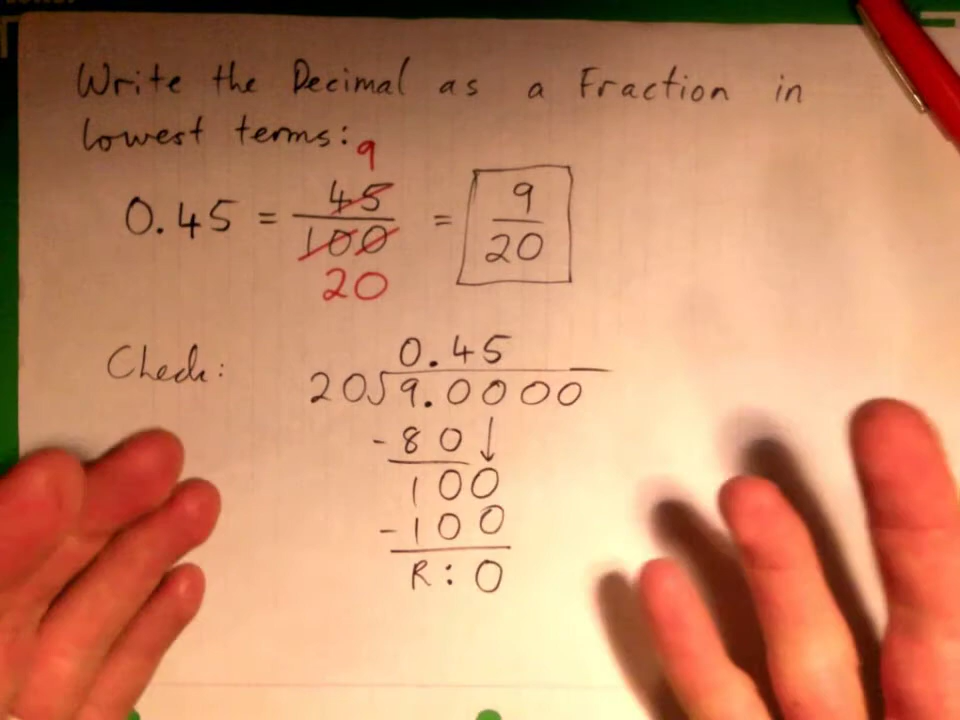 Write the Decimal as a Fraction in
lowest terms:
9
0.45 = 45/100 = 9/20
20
Check:
0.45
20)9.0000
-80↓
100
-100
R:0